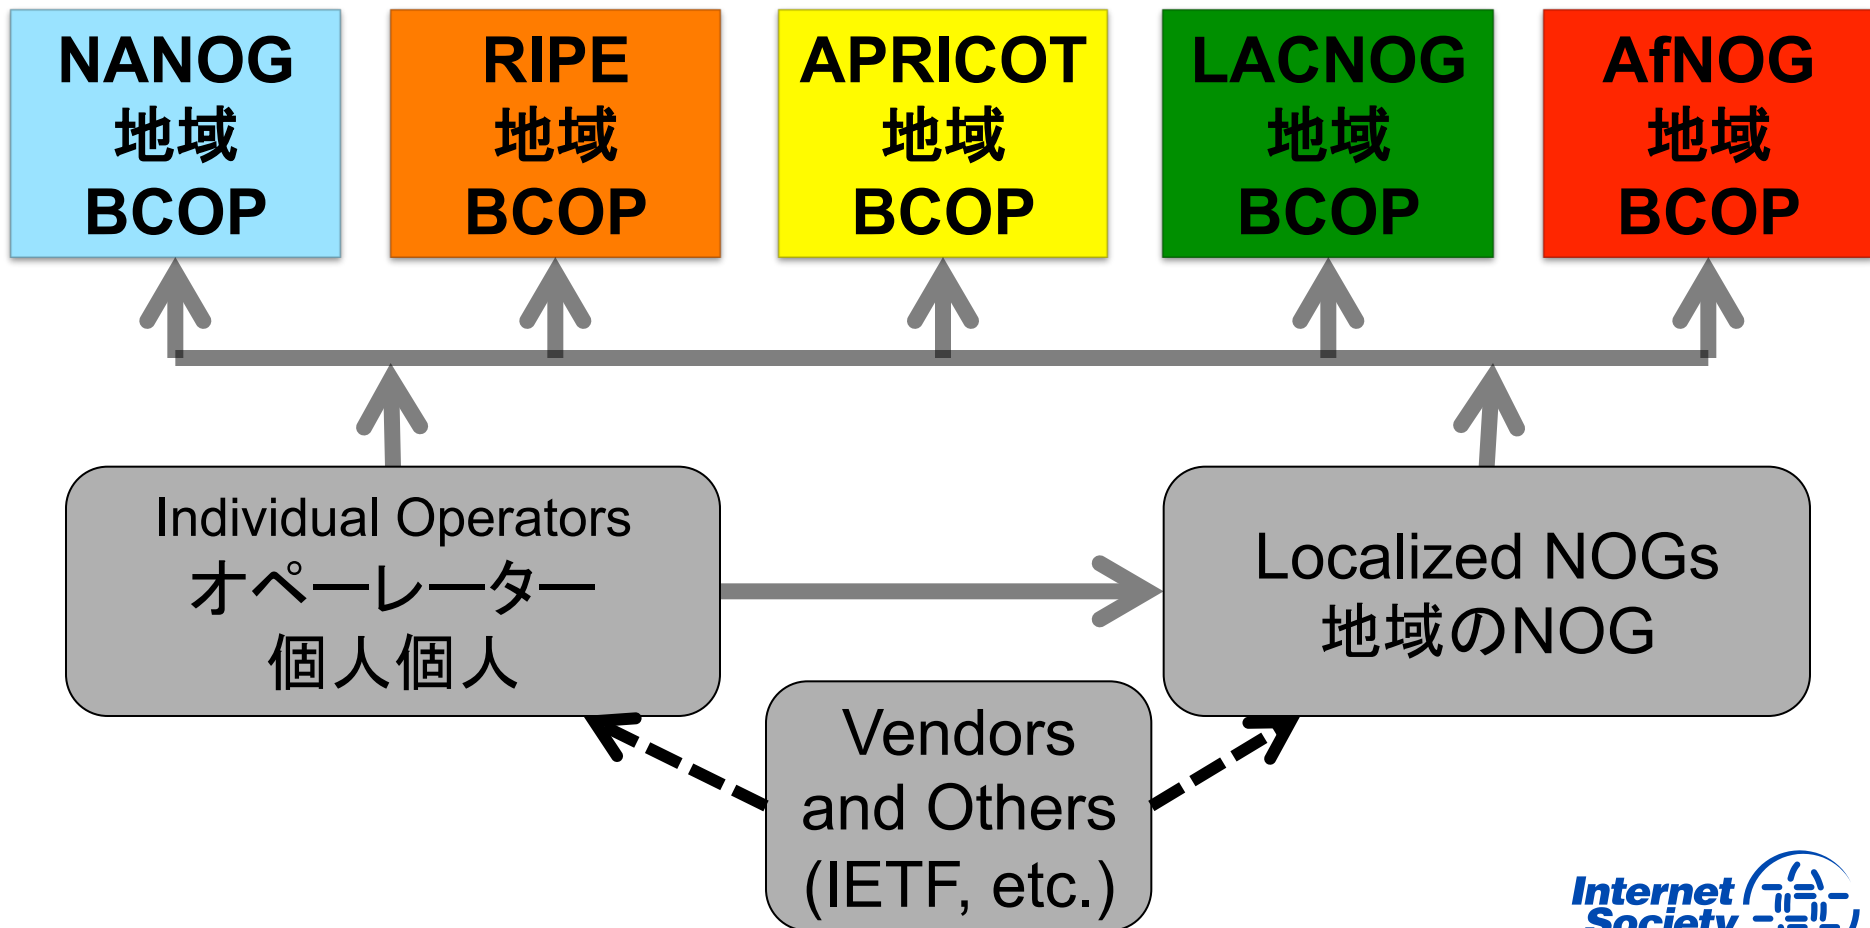 NANOG
地域
BCOP
RIPE
地域
BCOP
APRICOT
地域
BCOP
LACNOG
地域
BCOP
AfNOG
地域
BCOP
Individual Operators
オペーレーター
個人個人
Localized NOGs
地域のNOG
Vendors
and Others
(IETF, etc.)
Internet
Society